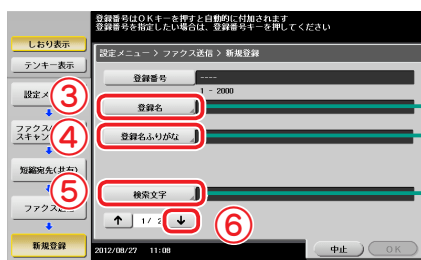 登録番号はOKキーを押すと自動的に付加されます
登録番号を指定したい場合は、登録番号キーを押してください
しおり表示
テンキー表示
設定メニュー > ファクス送信 > 新規登録
登録番号
----
1 - 2000
設定メ
③
登録名
ファクス
スキャン
④
登録名ふりがな
短縮宛先(共有)
⑤
検索文字
ファクス送
↑ 1/ 2 ↓
⑥
新規登録
2012/08/27 11:08
中止
OK